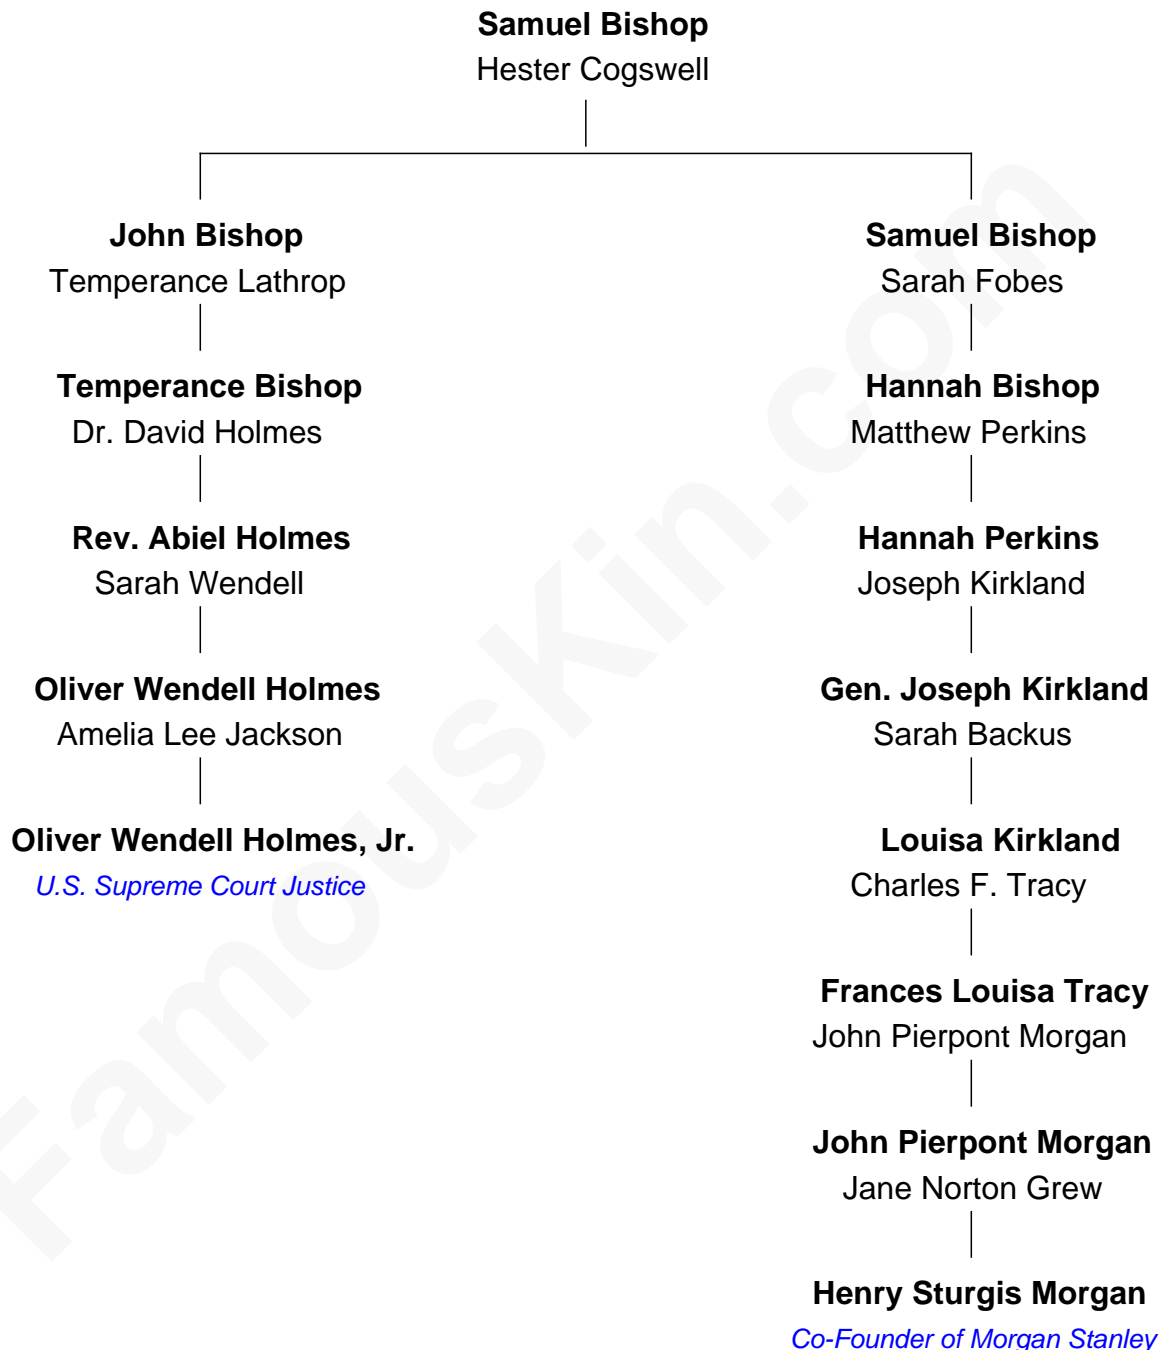 Samuel Bishop
Hester Cogswell
John Bishop
Temperance Lathrop
Samuel Bishop
Sarah Fobes
Temperance Bishop
Dr. David Holmes
Hannah Bishop
Matthew Perkins
Rev. Abiel Holmes
Sarah Wendell
Hannah Perkins
Joseph Kirkland
Oliver Wendell Holmes
Amelia Lee Jackson
Gen. Joseph Kirkland
Sarah Backus
Oliver Wendell Holmes, Jr.
U.S. Supreme Court Justice
Louisa Kirkland
Charles F. Tracy
Frances Louisa Tracy
John Pierpont Morgan
John Pierpont Morgan
Jane Norton Grew
Henry Sturgis Morgan
Co-Founder of Morgan Stanley
FamousKin.com